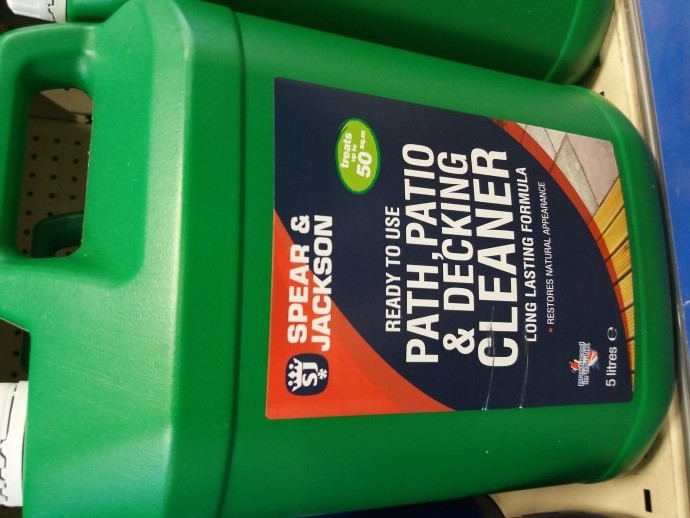 SPEAR &
JACKSON
SJ
treats
up to
50 sq.m
READY TO USE
PATH, PATIO
& DECKING
CLEANER
LONG LASTING FORMULA
• RESTORES NATURAL APPEARANCE
5 litres ℮